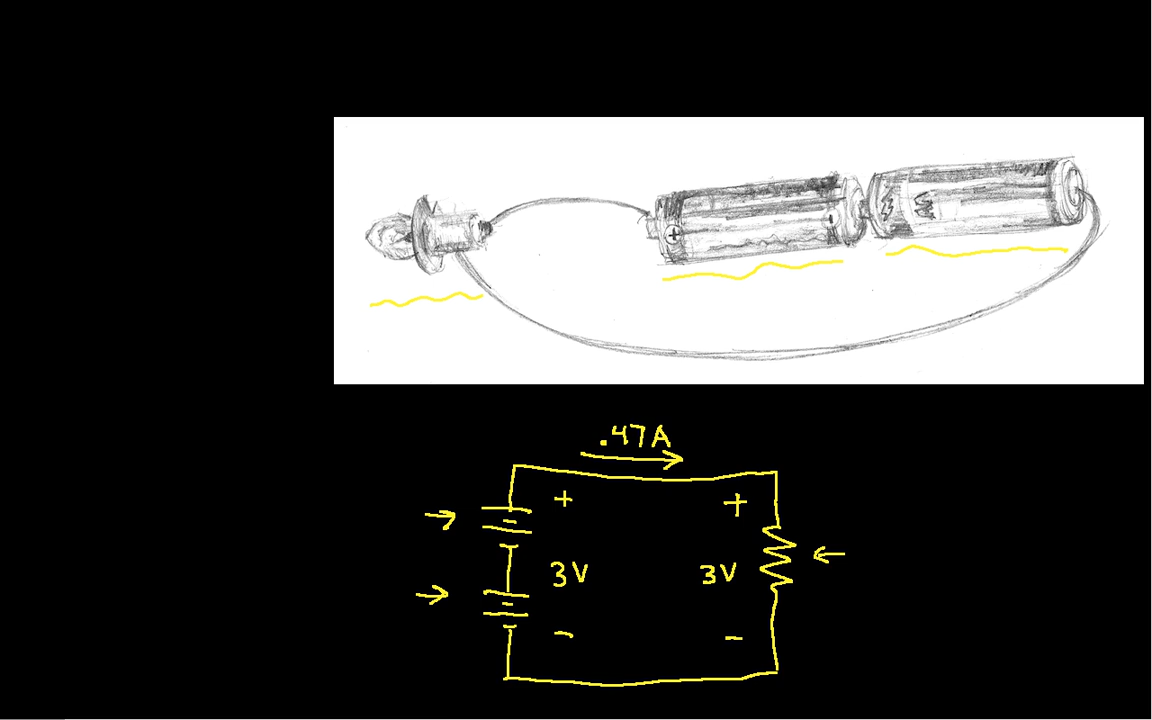 + -
.47A
+ +
3V 3V
- -